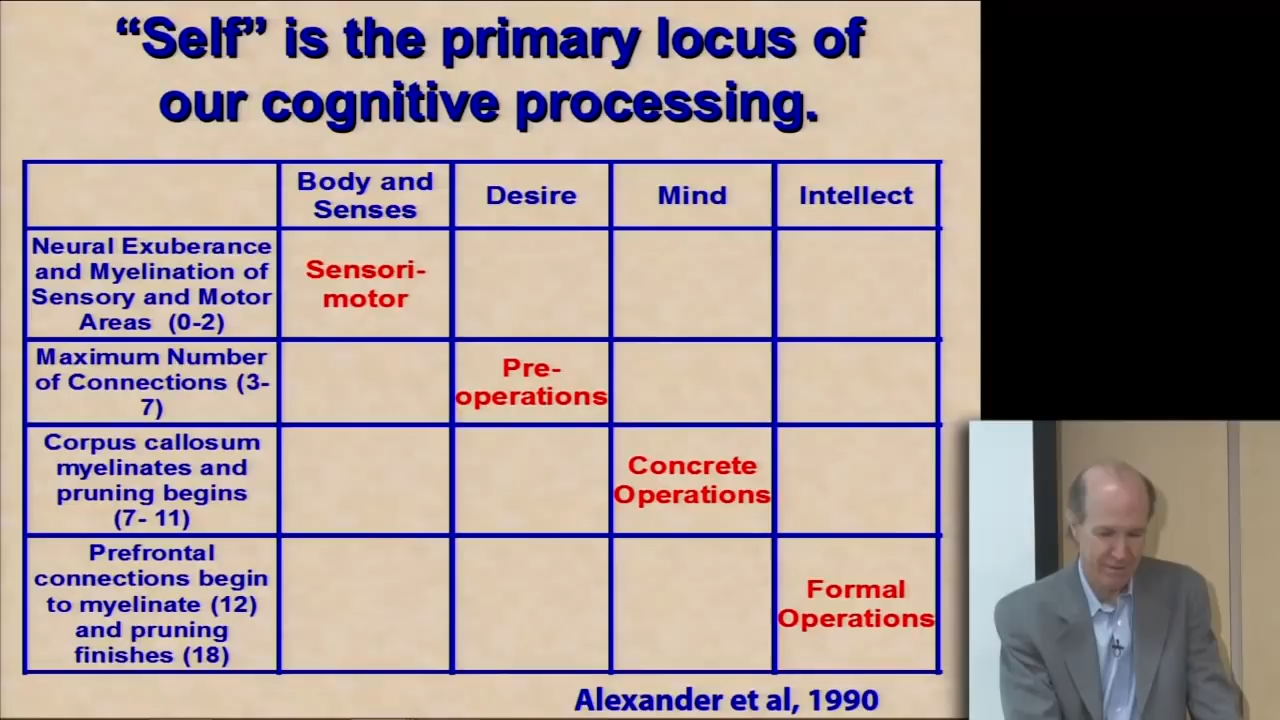 “Self” is the primary locus of
our cognitive processing.
Body and
Senses
Desire
Mind
Intellect
Neural Exuberance
and Myelination of
Sensory and Motor
Areas (0-2)
Sensori-
motor
Maximum Number
of Connections (3-
7)
Pre-
operations
Corpus callosum
myelinates and
pruning begins
(7- 11)
Concrete
Operations
Prefrontal
connections begin
to myelinate (12)
and pruning
finishes (18)
Formal
Operations
Alexander et al, 1990